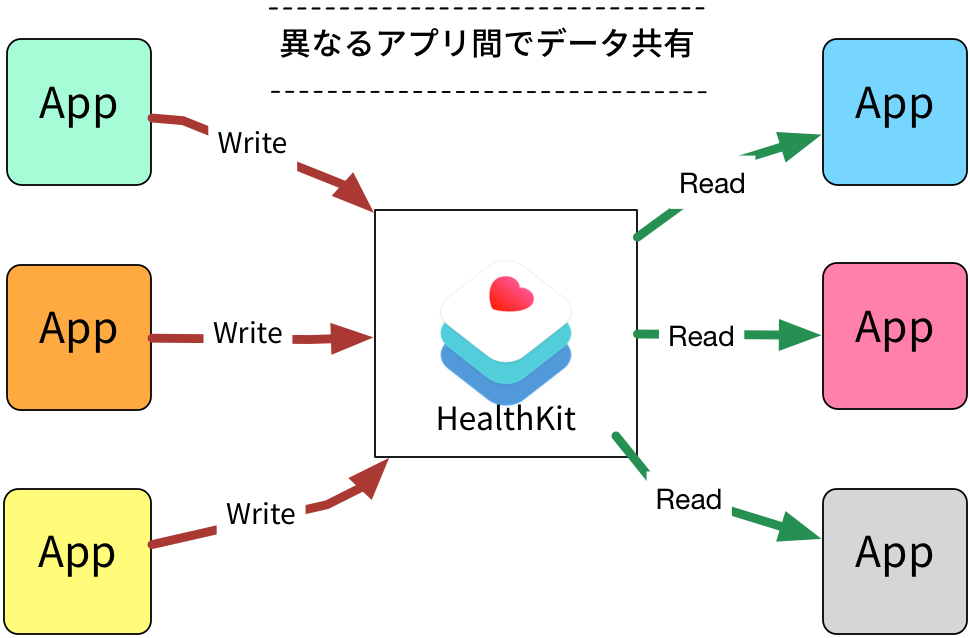 異なるアプリ間でデータ共有
App
App
Write
Read
App
App
Write
Read
HealthKit
Write
Read
App
App